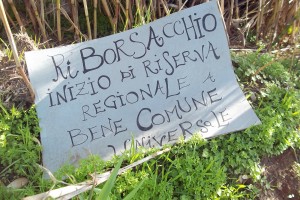 Ri BORSACCHIO
INIZIO DI RISERVA
REGIONALE A
BENE COMUNE
UNIVERSALE